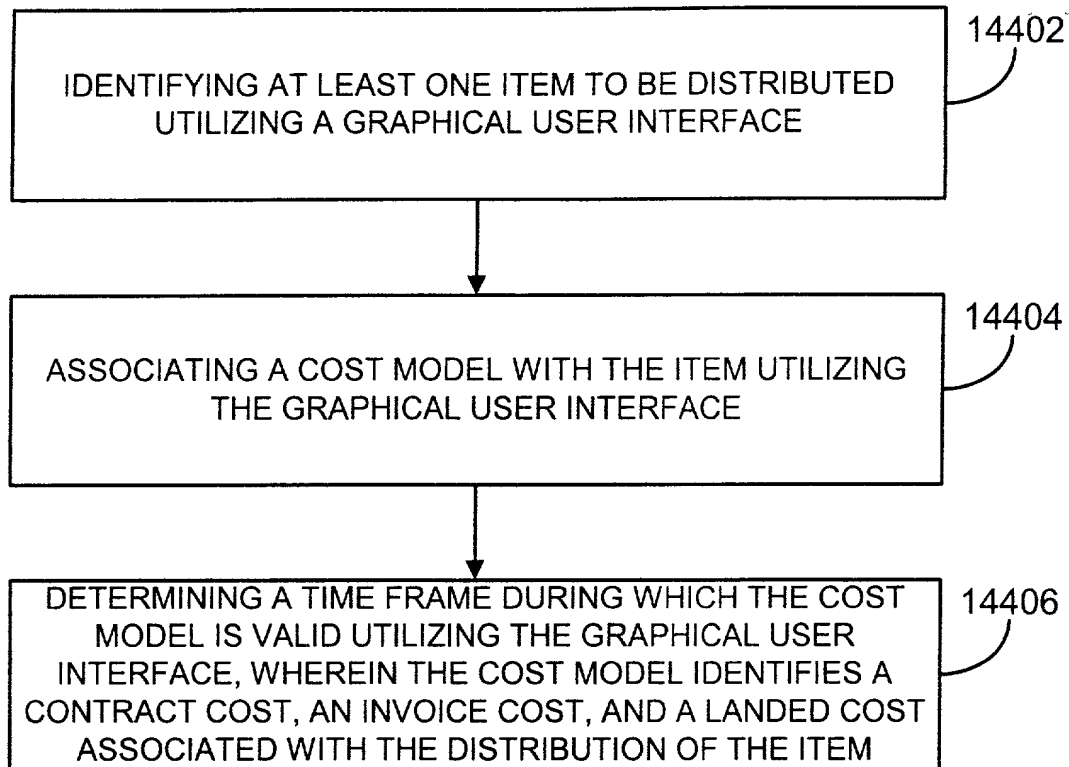 14402
IDENTIFYING AT LEAST ONE ITEM TO BE DISTRIBUTED
UTILIZING A GRAPHICAL USER INTERFACE
14404
ASSOCIATING A COST MODEL WITH THE ITEM UTILIZING
THE GRAPHICAL USER INTERFACE
14406
DETERMINING A TIME FRAME DURING WHICH THE COST
MODEL IS VALID UTILIZING THE GRAPHICAL USER
INTERFACE, WHEREIN THE COST MODEL IDENTIFIES A
CONTRACT COST, AN INVOICE COST, AND A LANDED COST
ASSOCIATED WITH THE DISTRIBUTION OF THE ITEM